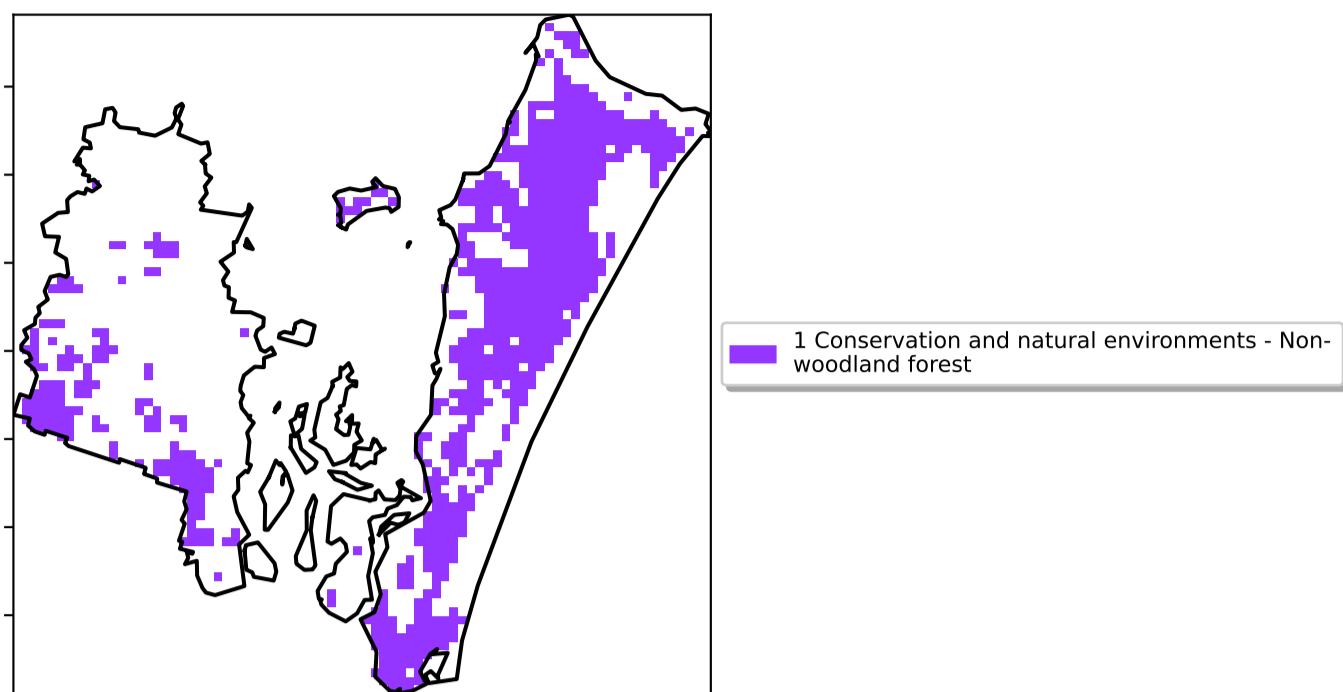 1 Conservation and natural environments - Non-
woodland forest